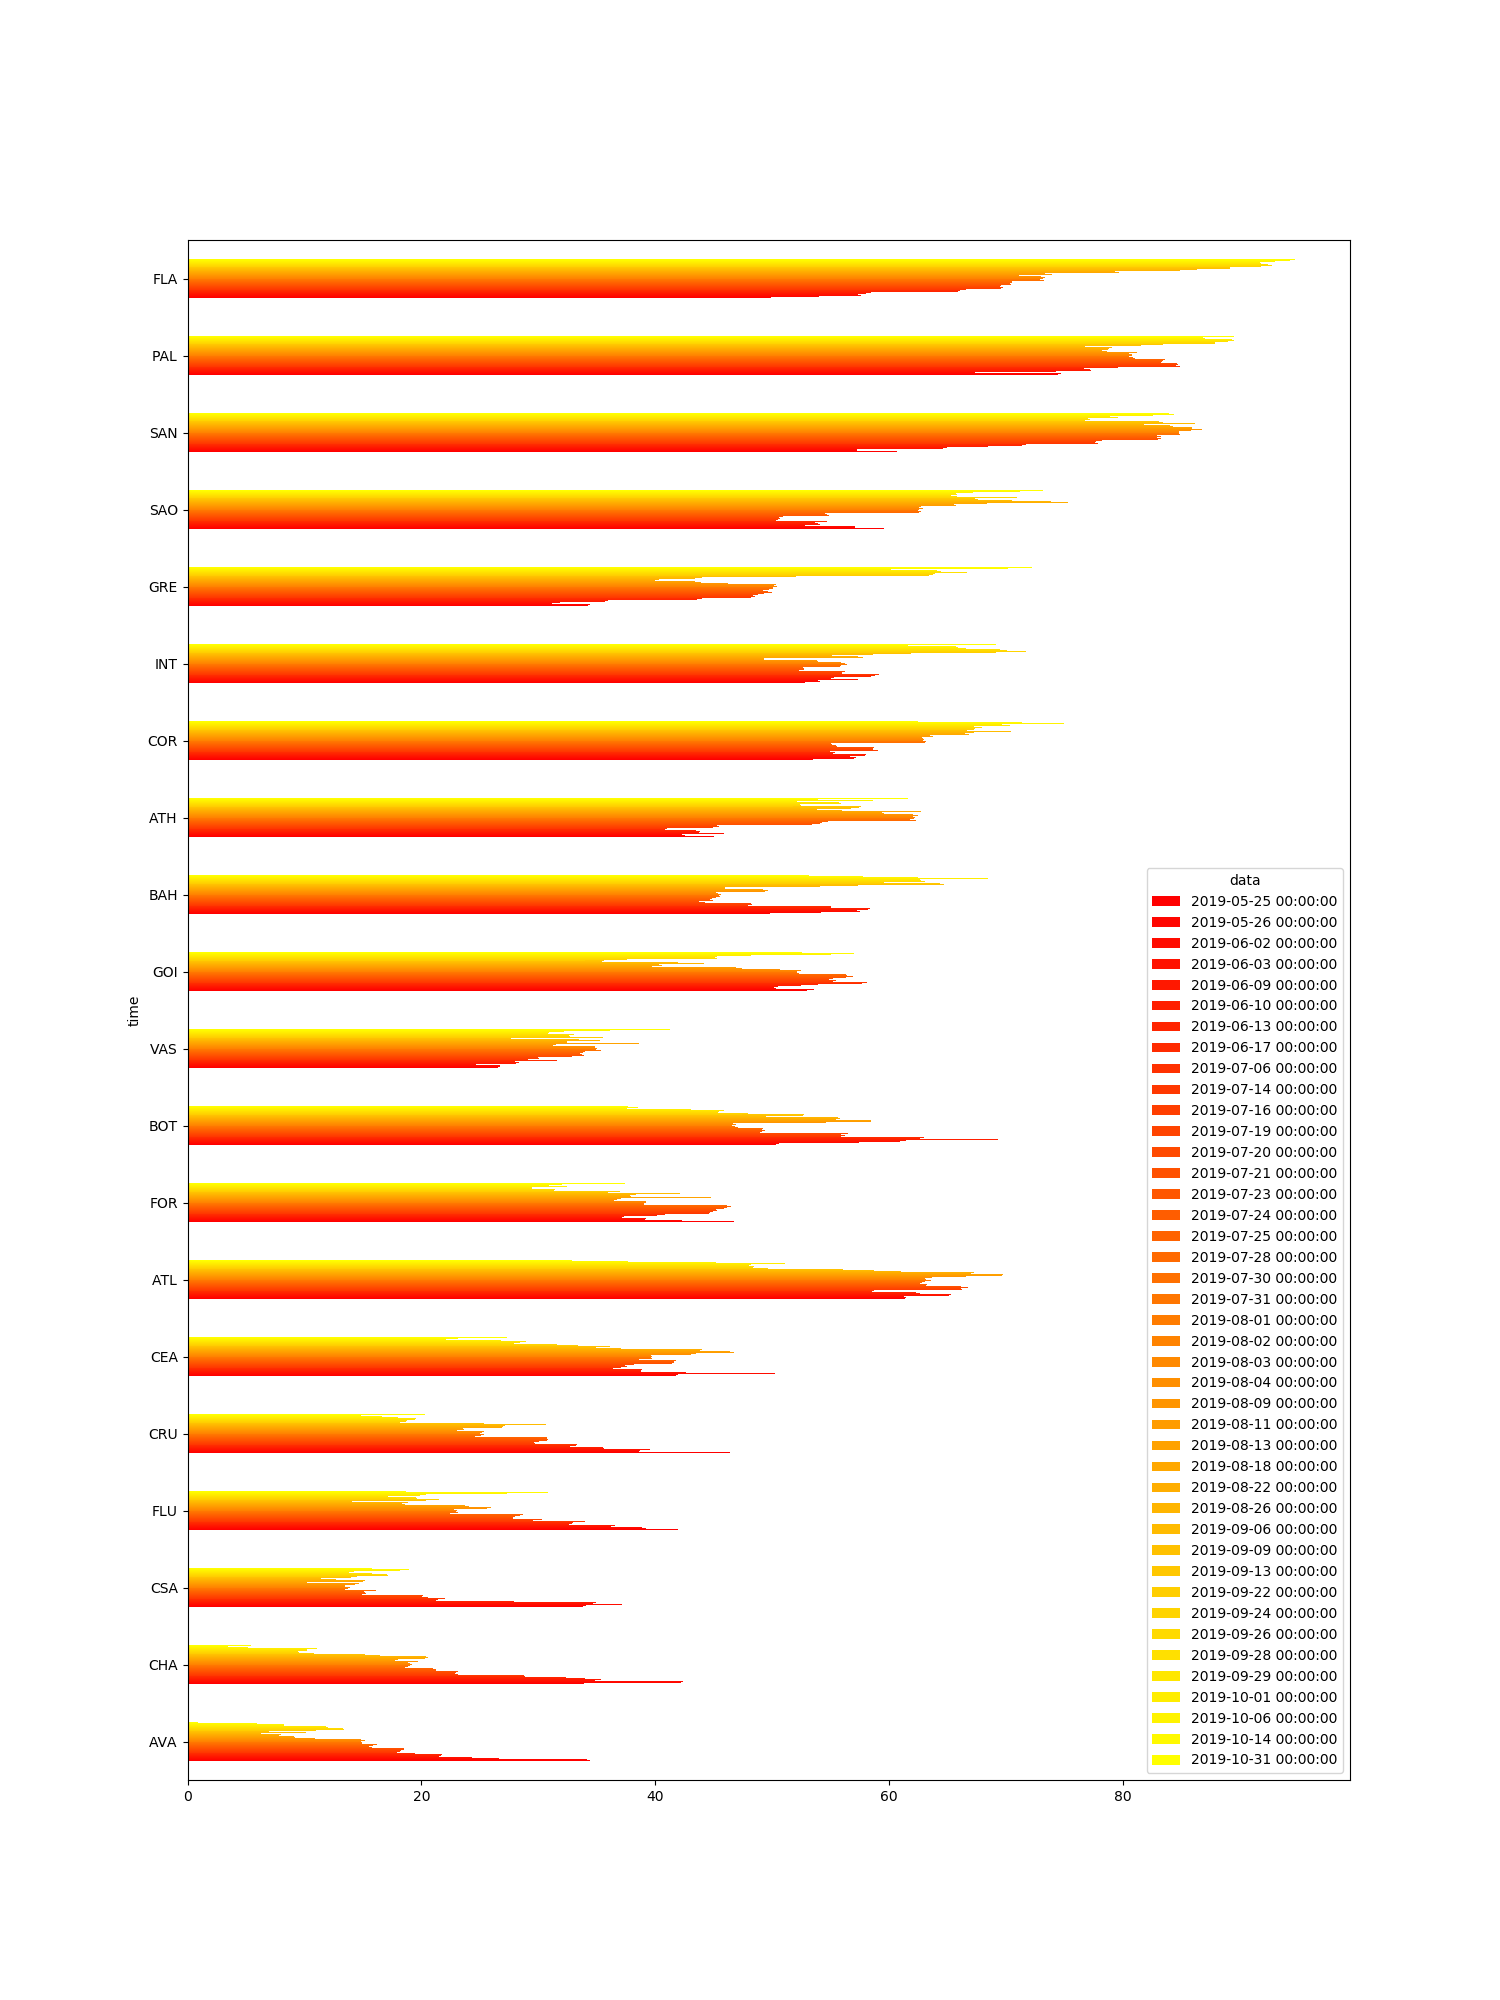 FLA
PAL
SAN
SAO
GRE
INT
COR
ATH
BAH
GOI
VAS
BOT
FOR
ATL
CEA
CRU
FLU
CSA
CHA
AVA
time
0 20 40 60 80
data
2019-05-25 00:00:00
2019-05-26 00:00:00
2019-06-02 00:00:00
2019-06-03 00:00:00
2019-06-09 00:00:00
2019-06-10 00:00:00
2019-06-13 00:00:00
2019-06-17 00:00:00
2019-07-06 00:00:00
2019-07-14 00:00:00
2019-07-16 00:00:00
2019-07-19 00:00:00
2019-07-20 00:00:00
2019-07-21 00:00:00
2019-07-23 00:00:00
2019-07-24 00:00:00
2019-07-25 00:00:00
2019-07-28 00:00:00
2019-07-30 00:00:00
2019-07-31 00:00:00
2019-08-01 00:00:00
2019-08-02 00:00:00
2019-08-03 00:00:00
2019-08-04 00:00:00
2019-08-09 00:00:00
2019-08-11 00:00:00
2019-08-13 00:00:00
2019-08-18 00:00:00
2019-08-22 00:00:00
2019-08-26 00:00:00
2019-09-06 00:00:00
2019-09-09 00:00:00
2019-09-13 00:00:00
2019-09-22 00:00:00
2019-09-24 00:00:00
2019-09-26 00:00:00
2019-09-28 00:00:00
2019-09-29 00:00:00
2019-10-01 00:00:00
2019-10-06 00:00:00
2019-10-14 00:00:00
2019-10-31 00:00:00